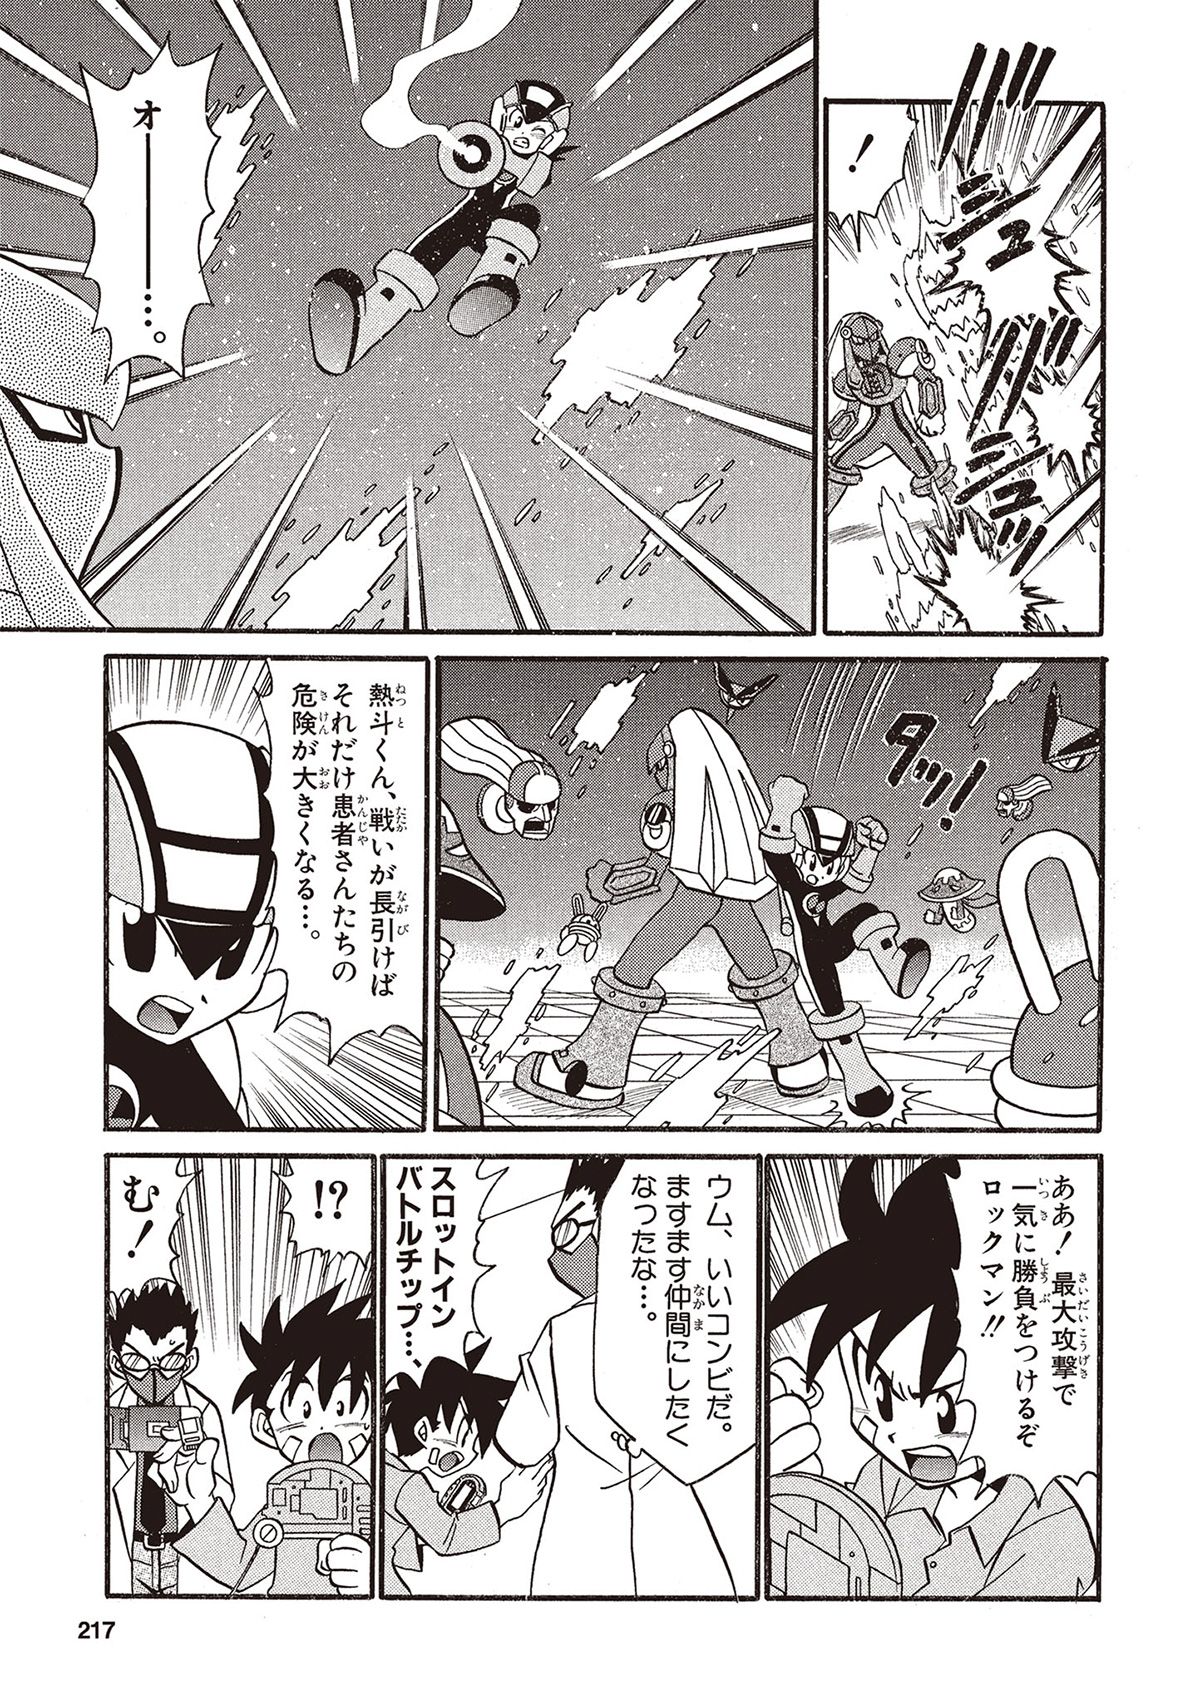 ！
ジュ
ジュ
オ──…。
ダッ！
熱斗くん、戦いが長引けば
それだけ患者さんたちの
危険が大きくなる…。
ああ！最大攻撃で
一気に勝負をつけるぞ
ロックマン!!
ウム、いいコンビだ。
ますます仲間にしたく
なったな…。
スロットイン
バトルチップ…、
!?
む！
217